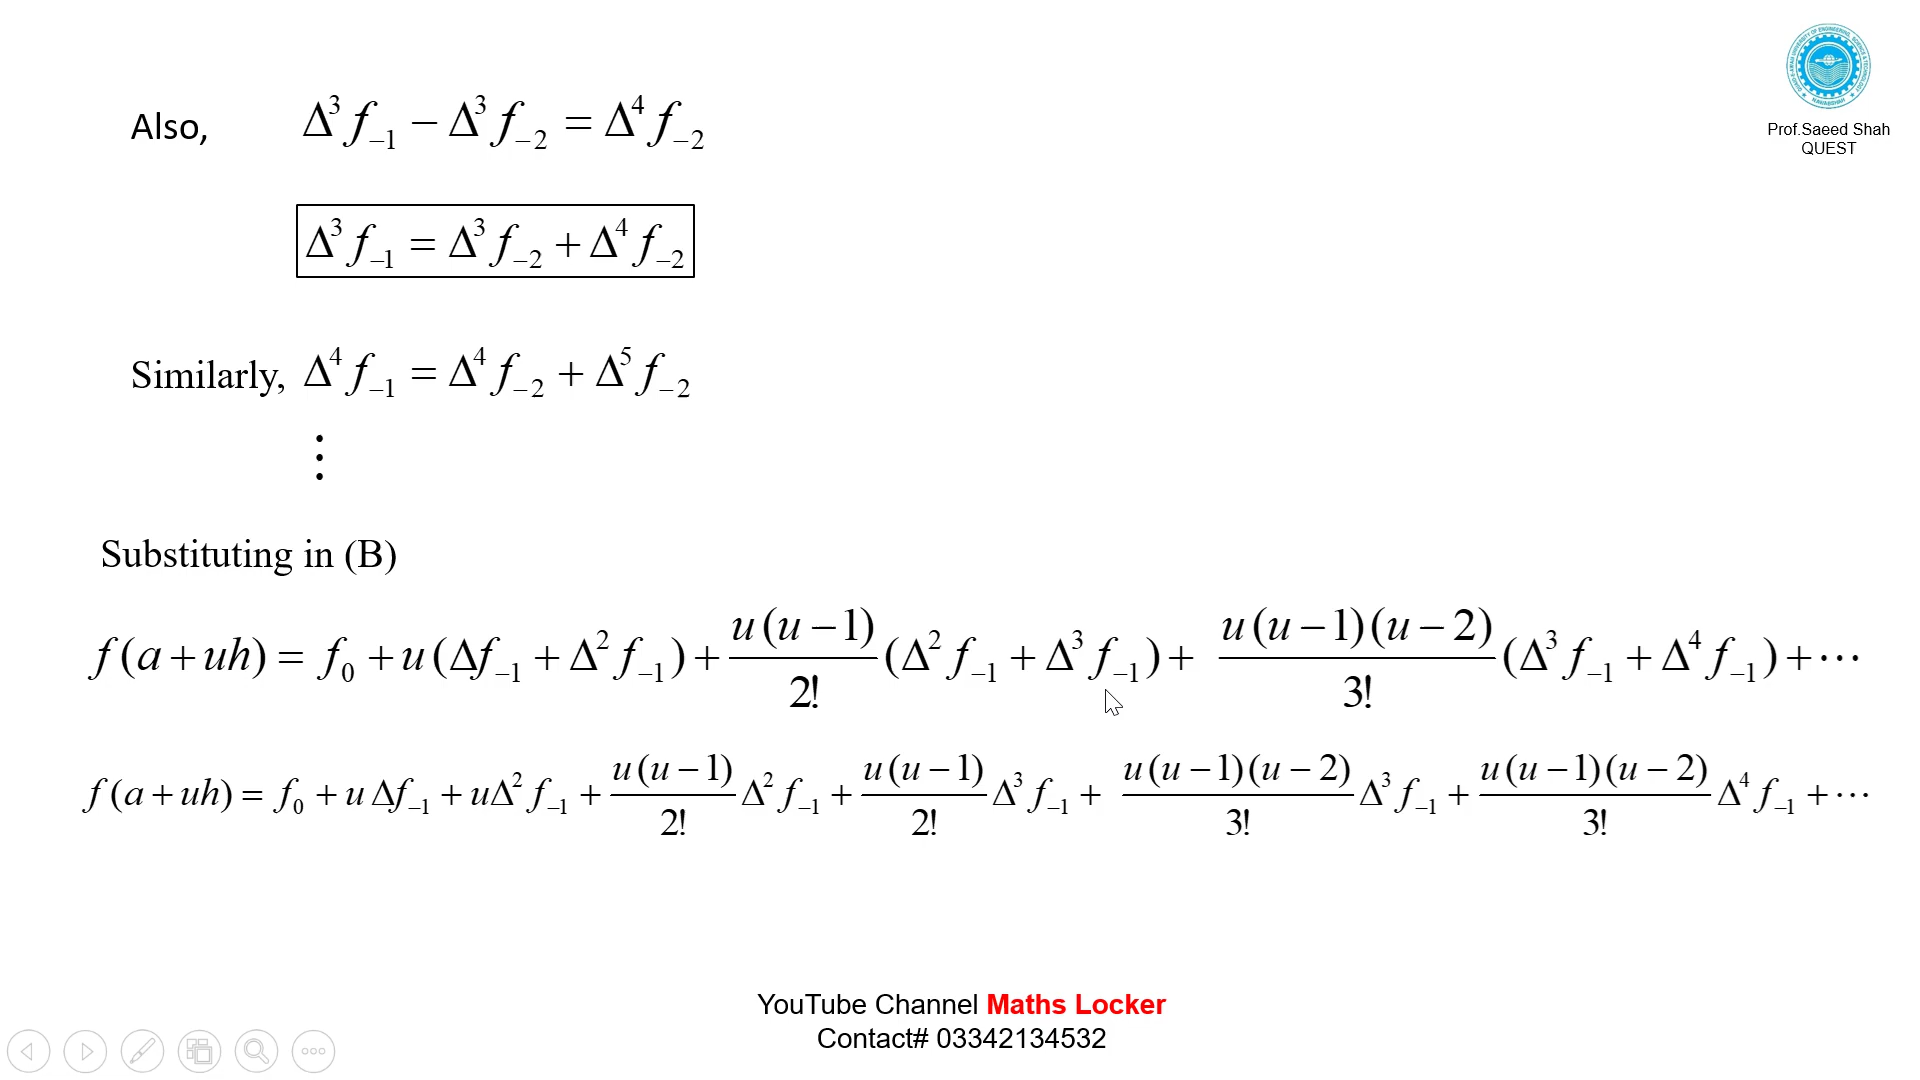 Prof.Saeed Shah
QUEST
Also, Δ³f₋₁ − Δ³f₋₂ = Δ⁴f₋₂
Δ³f₋₁ = Δ³f₋₂ + Δ⁴f₋₂
Similarly, Δ⁴f₋₁ = Δ⁴f₋₂ + Δ⁵f₋₂
⋮
Substituting in (B)
f(a+uh) = f₀ + u(Δf₋₁ + Δ²f₋₁) + u(u−1)/2! (Δ²f₋₁ + Δ³f₋₁) + u(u−1)(u−2)/3! (Δ³f₋₁ + Δ⁴f₋₁) + ⋯
f(a+uh) = f₀ + u Δf₋₁ + uΔ²f₋₁ + u(u−1)/2! Δ²f₋₁ + u(u−1)/2! Δ³f₋₁ + u(u−1)(u−2)/3! Δ³f₋₁ + u(u−1)(u−2)/3! Δ⁴f₋₁ + ⋯
YouTube Channel Maths Locker
Contact# 03342134532